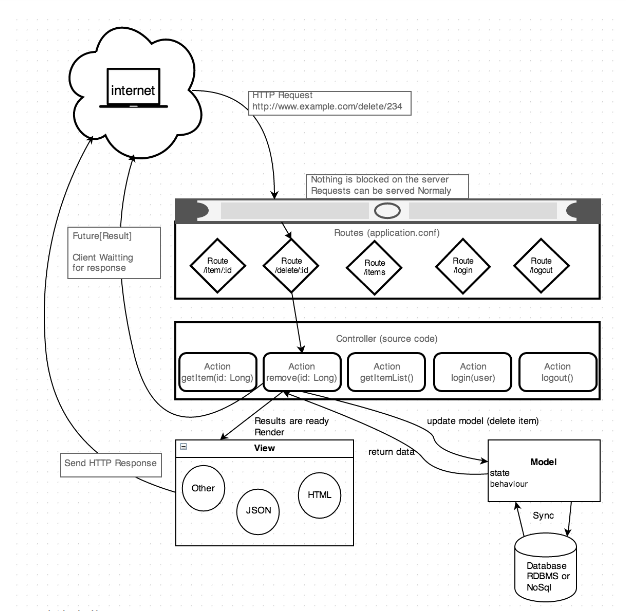 internet
HTTP Request
http://www.example.com/delete/234
Nothing is blocked on the server
Requests can be served Normaly
Future[Result]
Client Waitting
for response
Routes (application.conf)
Route
/item/:id
Route
/delete/:id
Route
/items
Route
/login
Route
/logout
Controller (source code)
Action
getItem(id: Long)
Action
remove(id: Long)
Action
getItemList()
Action
login(user)
Action
logout()
Results are ready
Render
update model (delete item)
return data
Send HTTP Response
View
Other
JSON
HTML
Model
state
behaviour
Sync
Database
RDBMS or
NoSql